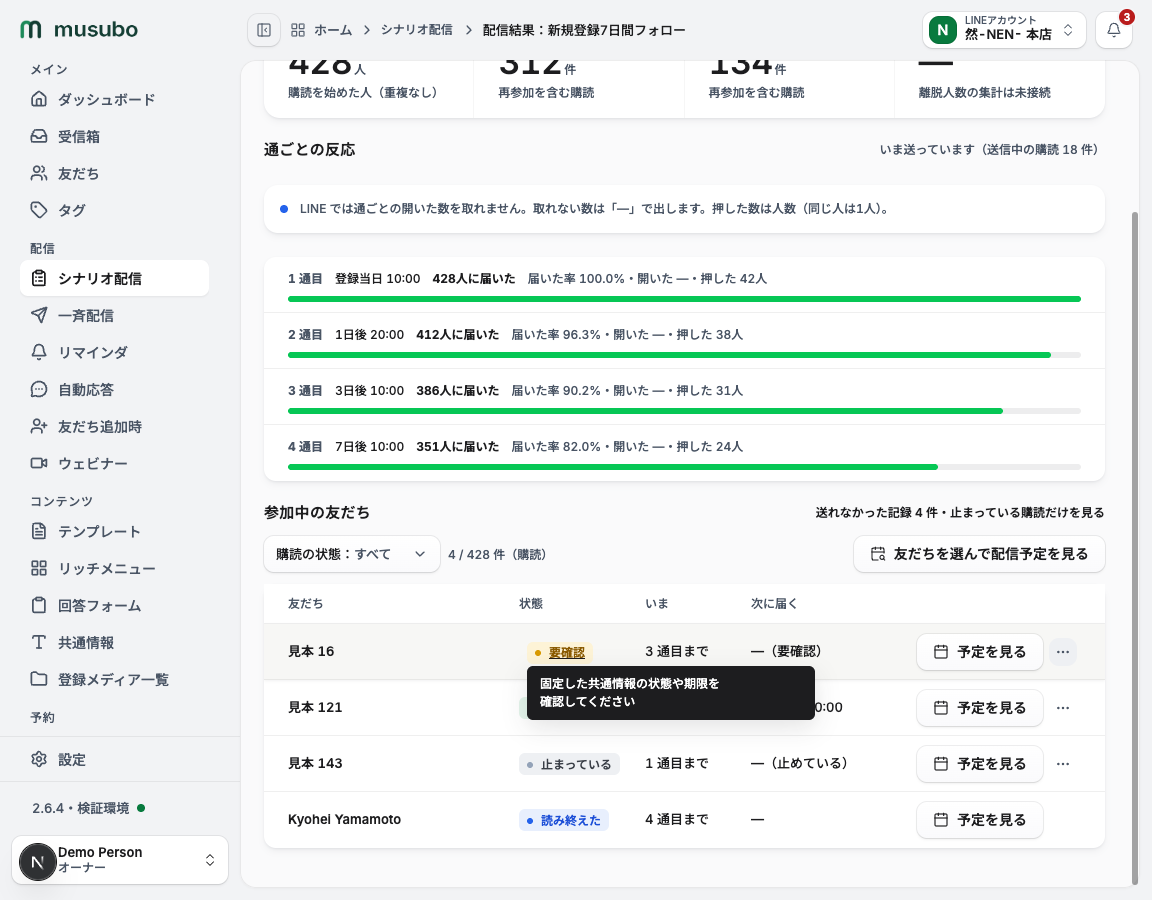 musubo
ホーム > シナリオ配信 > 配信結果：新規登録7日間フォロー
N
LINEアカウント
然-NEN- 本店
3
メイン
ダッシュボード
受信箱
友だち
タグ
配信
シナリオ配信
一斉配信
リマインダ
自動応答
友だち追加時
ウェビナー
コンテンツ
テンプレート
リッチメニュー
回答フォーム
共通情報
登録メディア一覧
予約
設定
2.6.4・検証環境
N
Demo Person
オーナー
428人 312件 134件 —
購読を始めた人（重複なし） 再参加を含む購読 再参加を含む購読 離脱人数の集計は未接続
通ごとの反応 いま送っています（送信中の購読 18 件）
LINE では通ごとの開いた数を取れません。取れない数は「—」で出します。押した数は人数（同じ人は1人）。
1 通目 登録当日 10:00 428人に届いた 届いた率 100.0%・開いた —・押した 42人
2 通目 1日後 20:00 412人に届いた 届いた率 96.3%・開いた —・押した 38人
3 通目 3日後 10:00 386人に届いた 届いた率 90.2%・開いた —・押した 31人
4 通目 7日後 10:00 351人に届いた 届いた率 82.0%・開いた —・押した 24人
参加中の友だち 送れなかった記録 4 件・止まっている購読だけを見る
購読の状態：すべて 4 / 428 件（購読） 友だちを選んで配信予定を見る
友だち 状態 いま 次に届く
見本 16 要確認 3 通目まで —（要確認） 予定を見る …
固定した共通情報の状態や期限を
確認してください
見本 121 0:00 予定を見る …
見本 143 止まっている 1 通目まで —（止めている） 予定を見る …
Kyohei Yamamoto 読み終えた 4 通目まで — 予定を見る